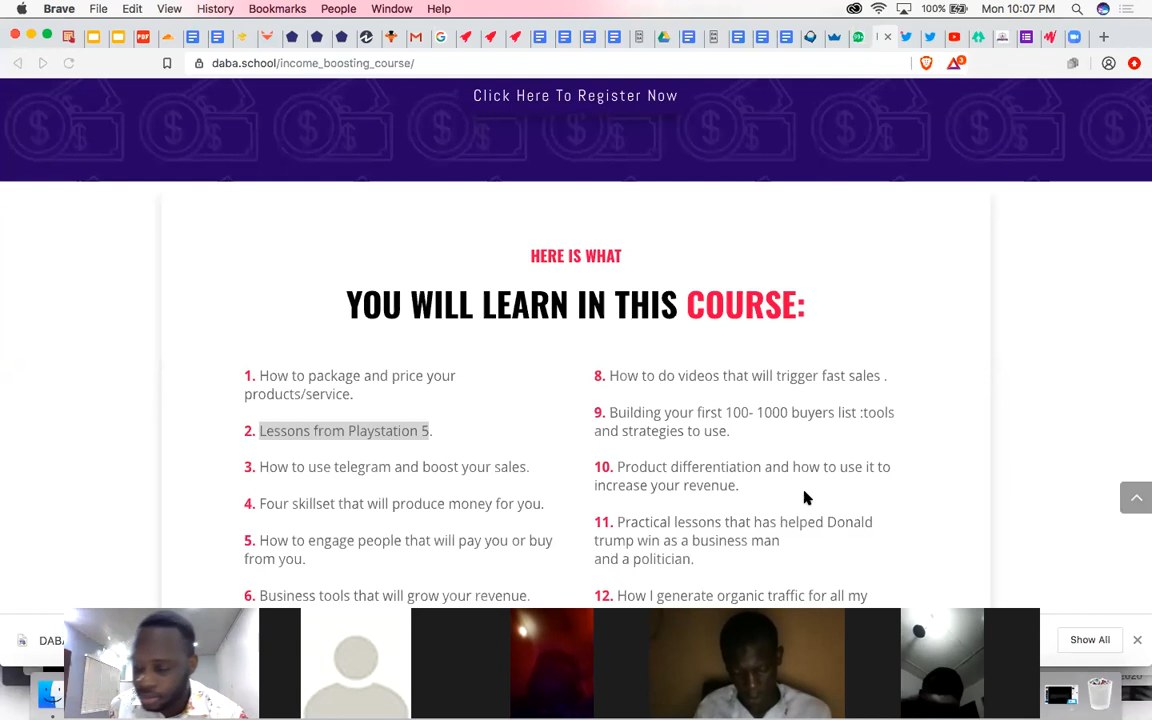 Brave File Edit View History Bookmarks People Window Help 100% Mon 10:07 PM
daba.school/income_boosting_course/
Click Here To Register Now
HERE IS WHAT
YOU WILL LEARN IN THIS COURSE:
1. How to package and price your
products/service.
2. Lessons from Playstation 5.
3. How to use telegram and boost your sales.
4. Four skillset that will produce money for you.
5. How to engage people that will pay you or buy
from you.
6. Business tools that will grow your revenue.
8. How to do videos that will trigger fast sales .
9. Building your first 100- 1000 buyers list :tools
and strategies to use.
10. Product differentiation and how to use it to
increase your revenue.
11. Practical lessons that has helped Donald
trump win as a business man
and a politician.
12. How I generate organic traffic for all my
DABA
Show All